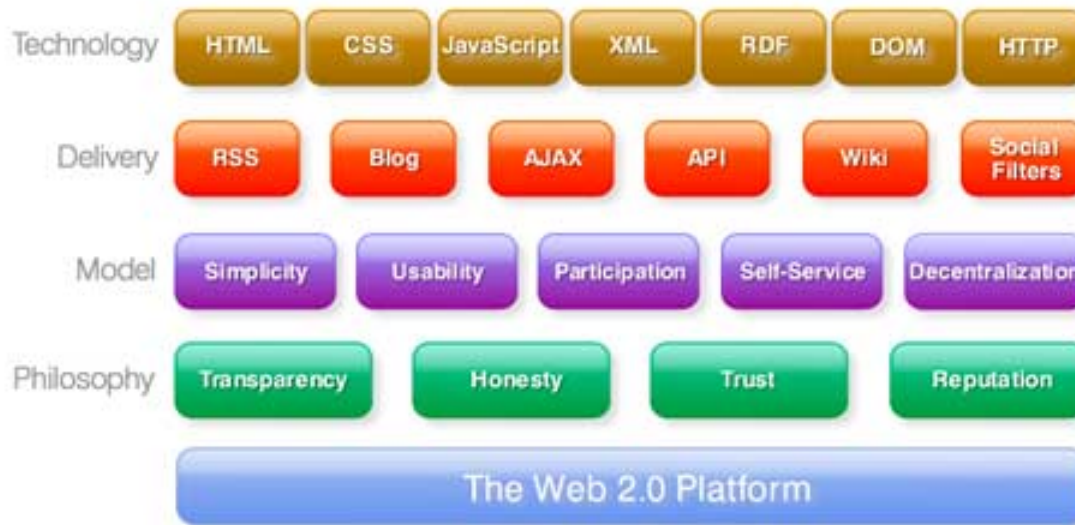 Technology HTML CSS JavaScript XML RDF DOM HTTP
Delivery RSS Blog AJAX API Wiki Social
Filters
Model Simplicity Usability Participation Self-Service Decentralization
Philosophy Transparency Honesty Trust Reputation
The Web 2.0 Platform